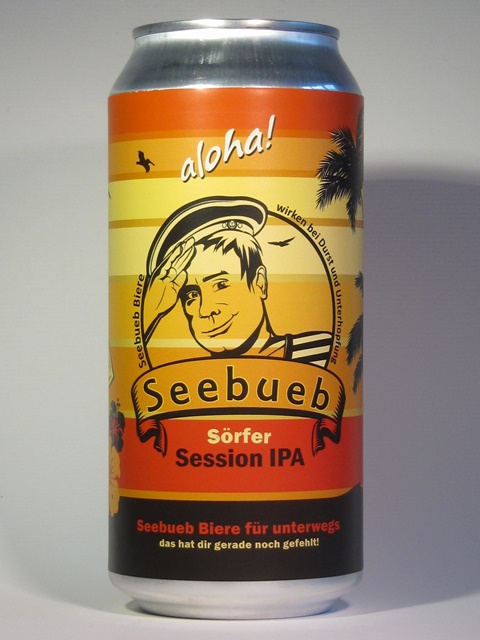 aloha!
Seebueb Biere
wirken bei Durst und Unterhopfung
Seebueb
Sörfer
Session IPA
Seebueb Biere für unterwegs
das hat dir gerade noch gefehlt!